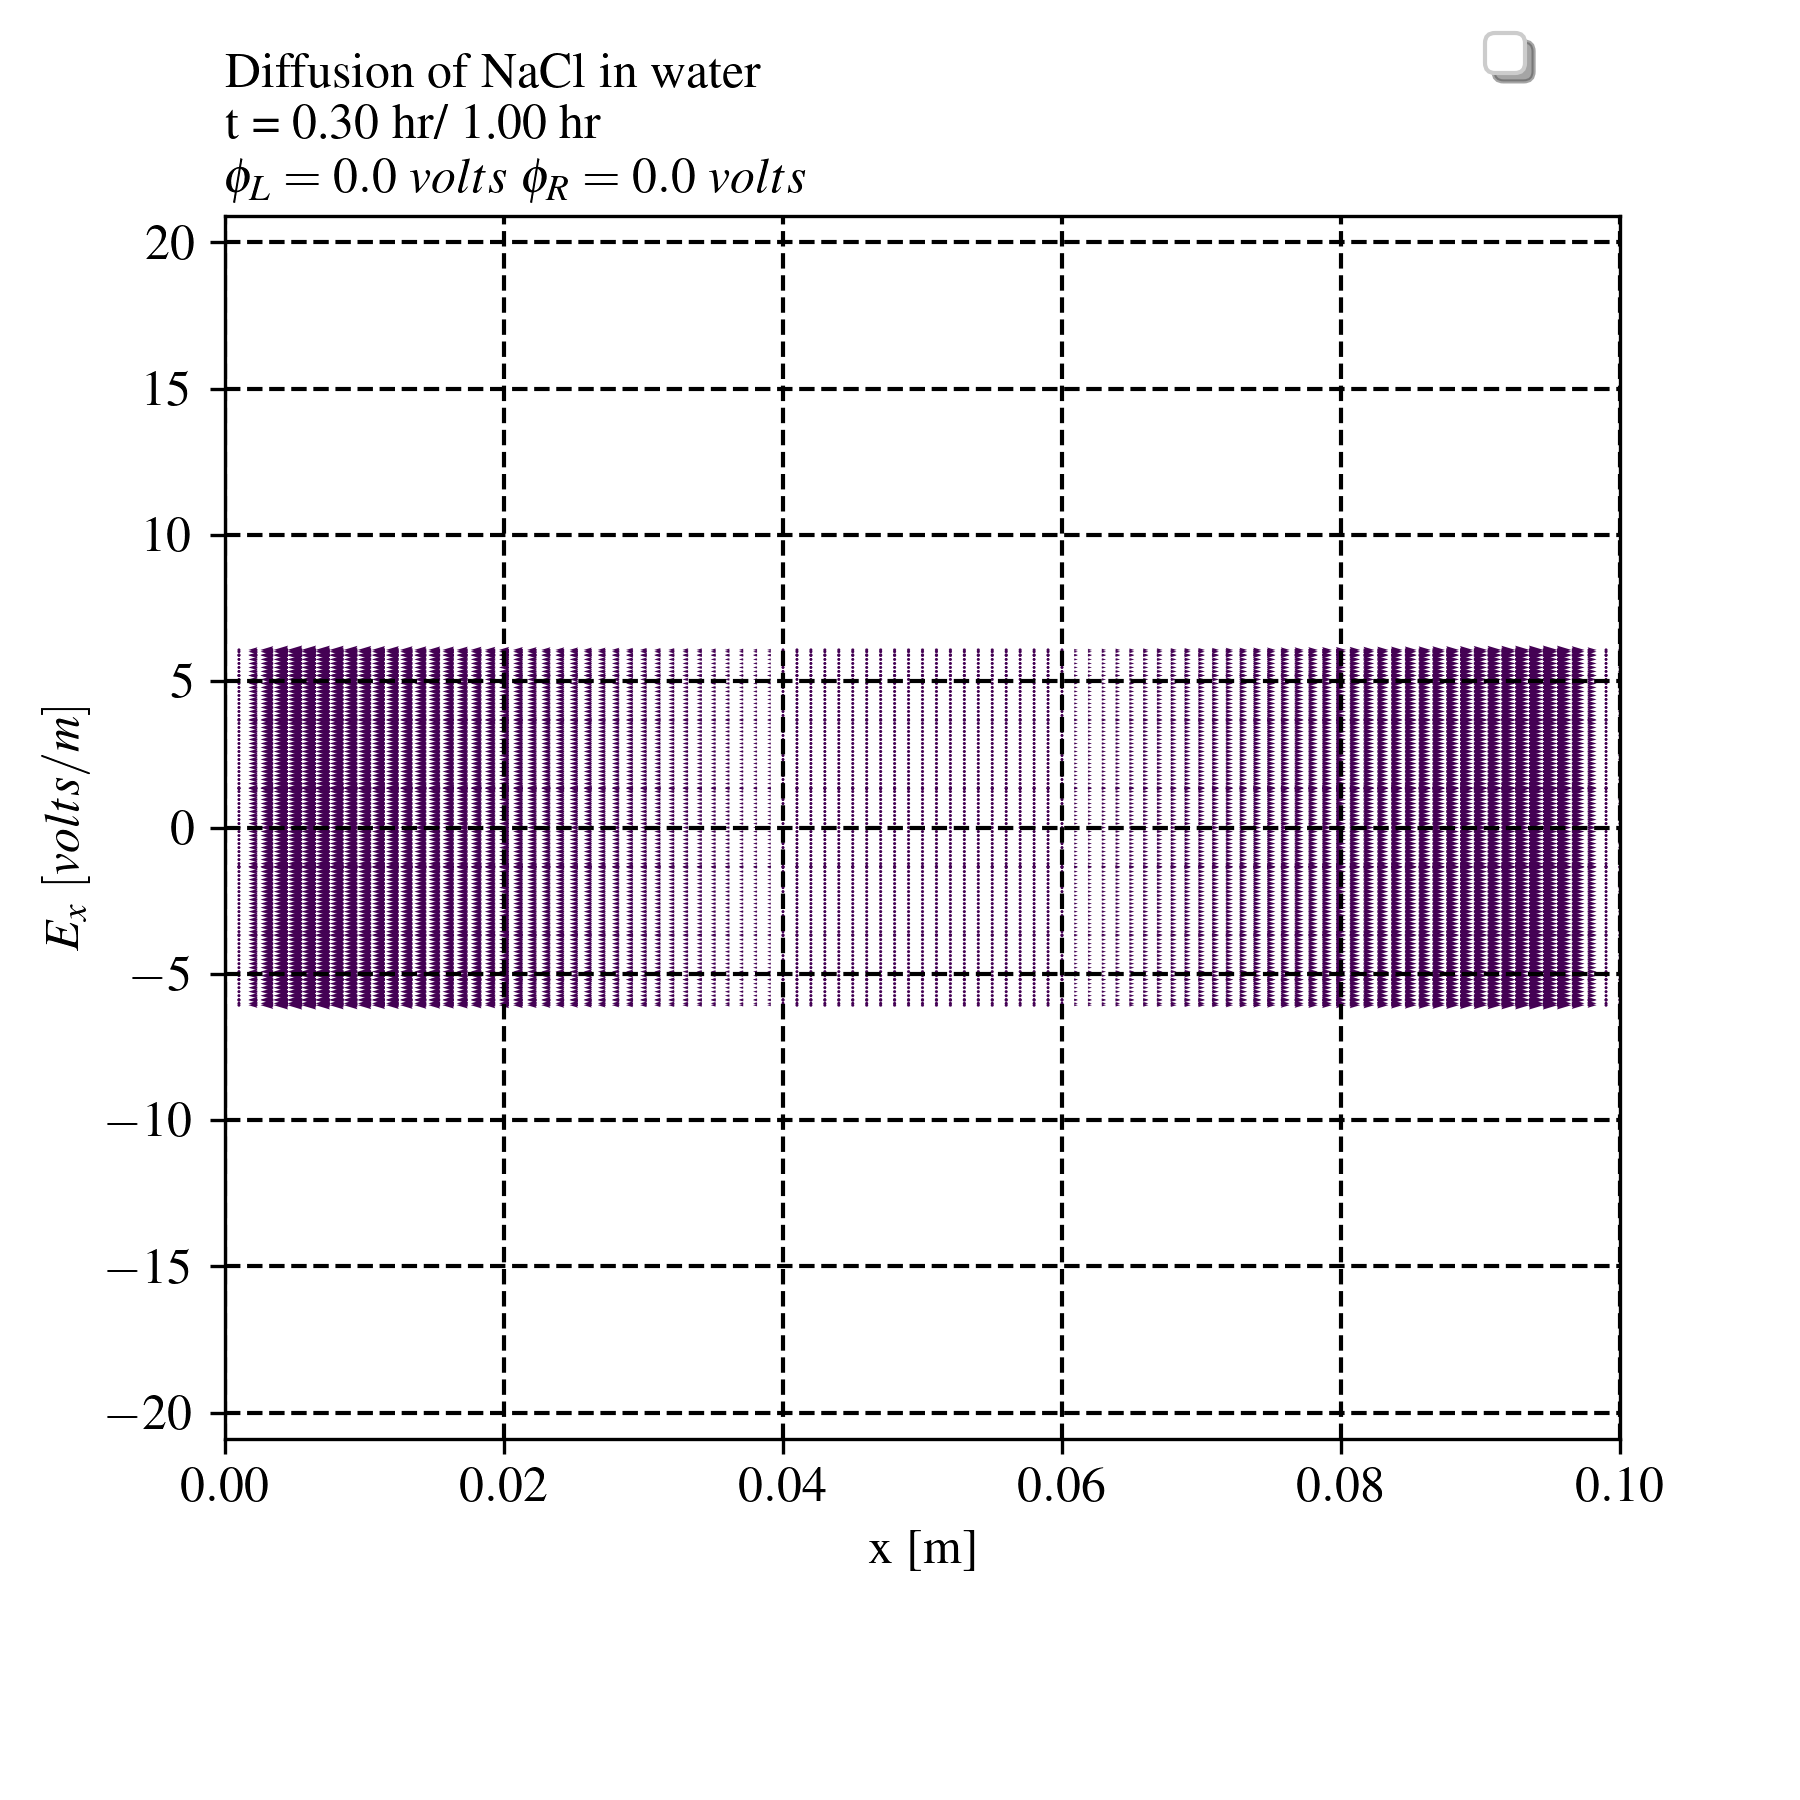 Diffusion of NaCl in water
t = 0.30 hr/ 1.00 hr
ϕ_L = 0.0 volts ϕ_R = 0.0 volts
20
15
10
5
0
−5
−10
−15
−20
E_x [volts/m]
0.00 0.02 0.04 0.06 0.08 0.10
x [m]